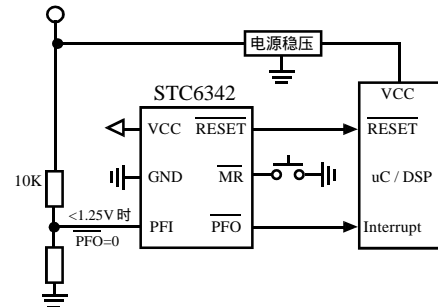 电源稳压
STC6342
VCC
VCC
RESET
RESET
GND
MR
uC / DSP
10K
<1.25V 时
PFO=0
PFI
PFO
Interrupt